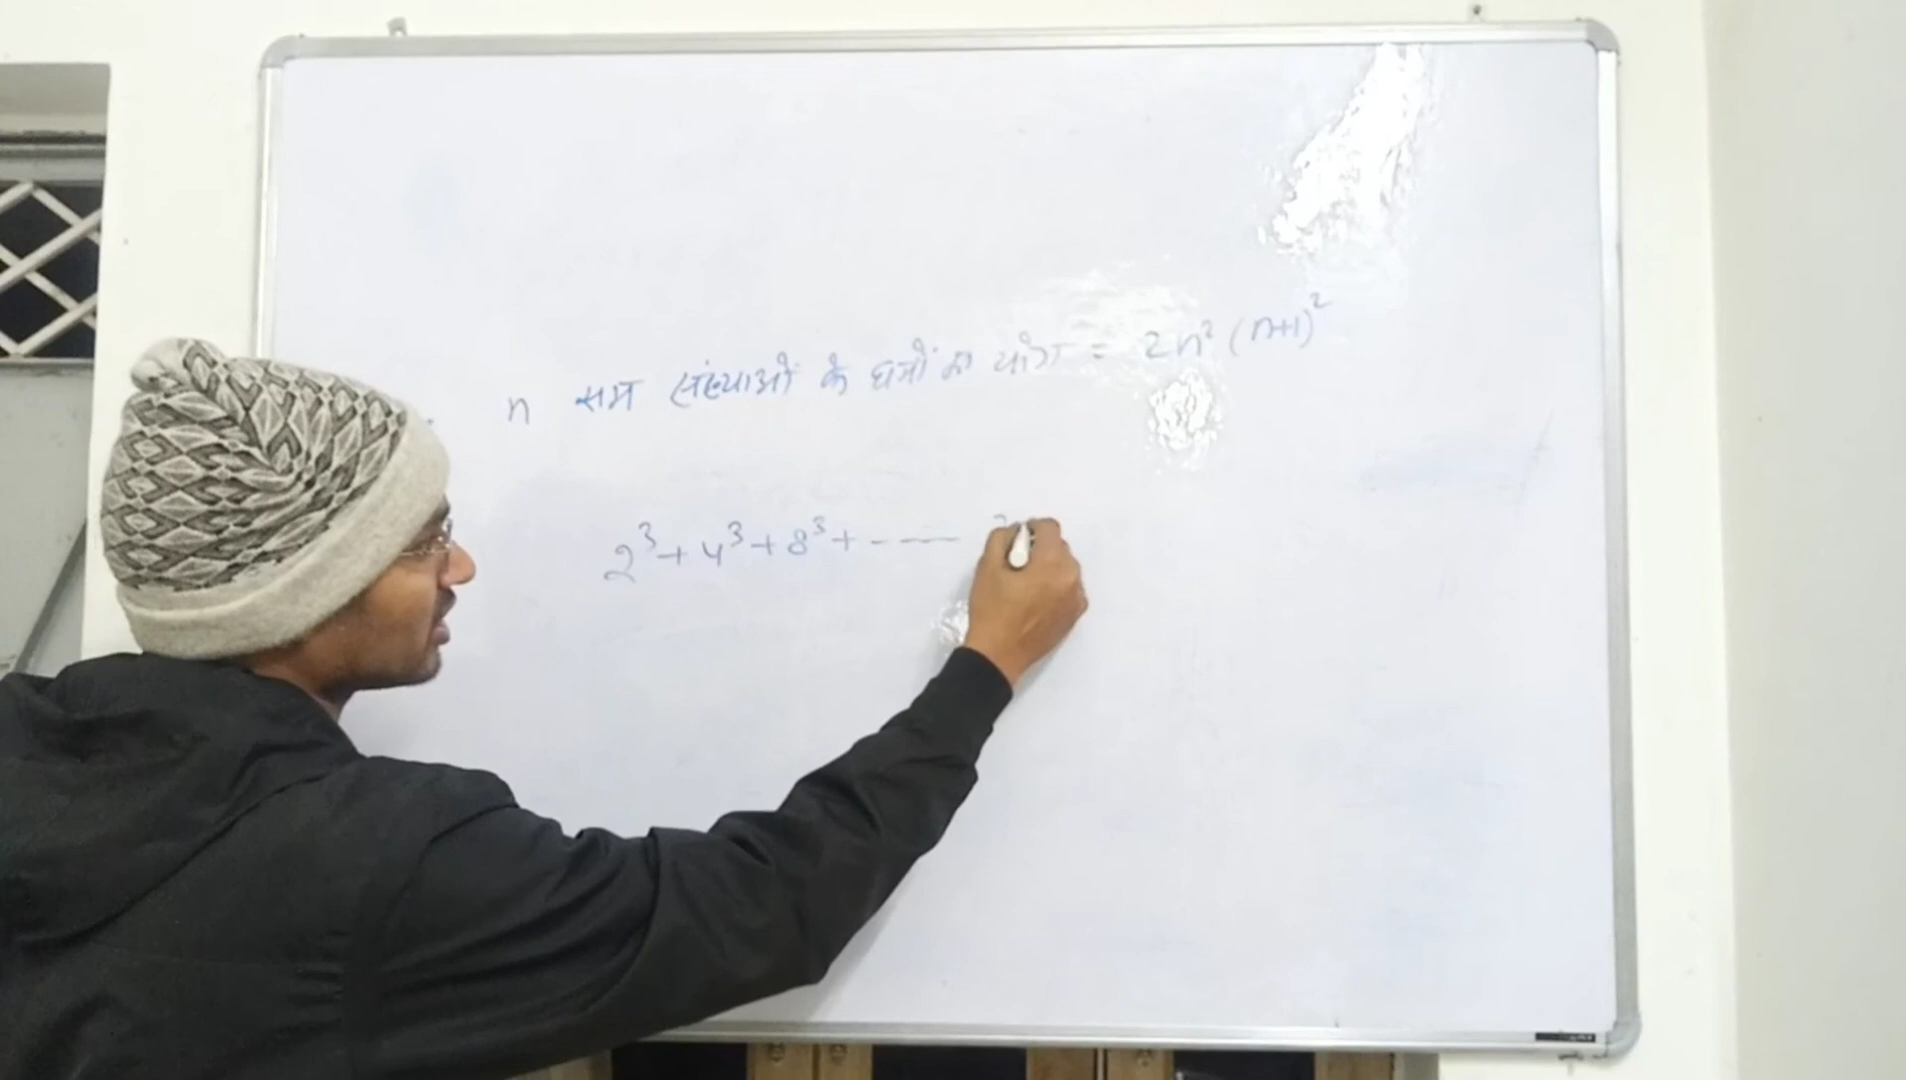 n सम संख्याओं के घनों का योग = 2n² (n+1)²
2³+4³+8³+-----